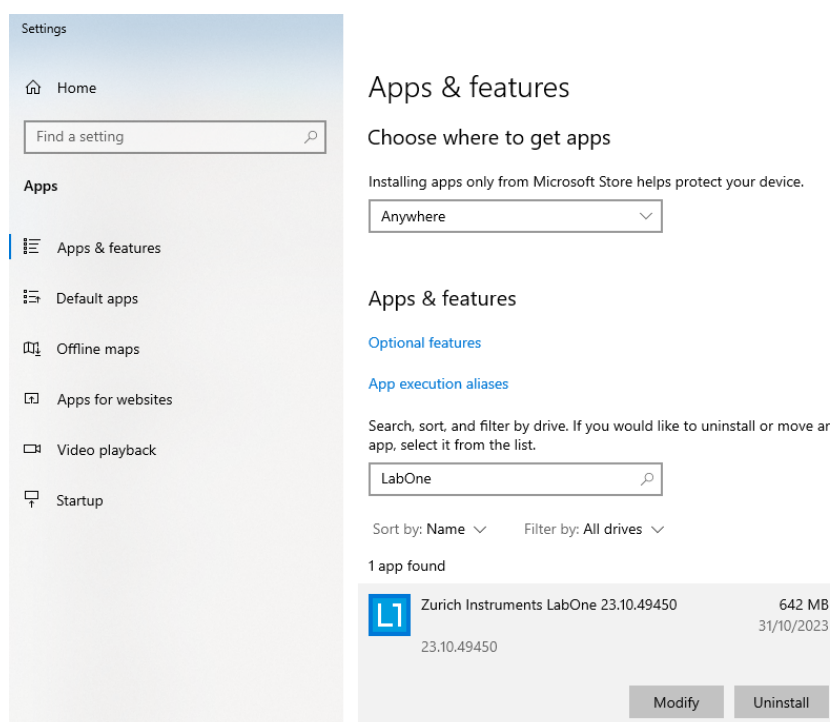 Settings
Home
Find a setting
Apps
Apps & features
Default apps
Offline maps
Apps for websites
Video playback
Startup
Apps & features
Choose where to get apps
Installing apps only from Microsoft Store helps protect your device.
Anywhere
Apps & features
Optional features
App execution aliases
Search, sort, and filter by drive. If you would like to uninstall or move
app, select it from the list.
LabOne
Sort by: Name Filter by: All drives
1 app found
L1 Zurich Instruments LabOne 23.10.49450 642 MB
31/10/2023
23.10.49450
Modify Uninstall